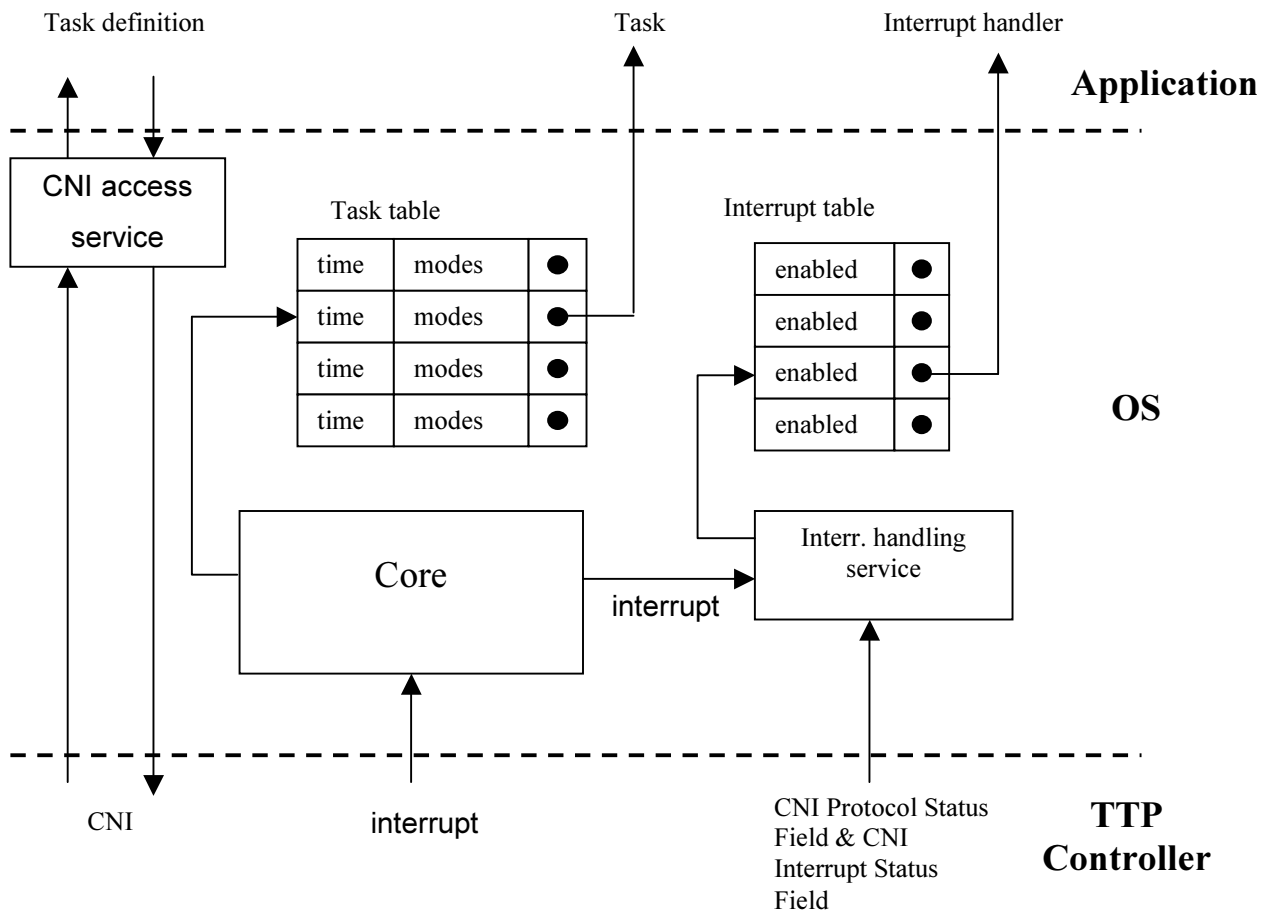 Task definition
Task
Interrupt handler
Application
CNI access
service
Task table
Interrupt table
time modes
time modes
time modes
time modes
enabled
enabled
enabled
enabled
OS
Core
interrupt
Interr. handling
service
CNI
interrupt
CNI Protocol Status
Field & CNI
Interrupt Status
Field
TTP
Controller